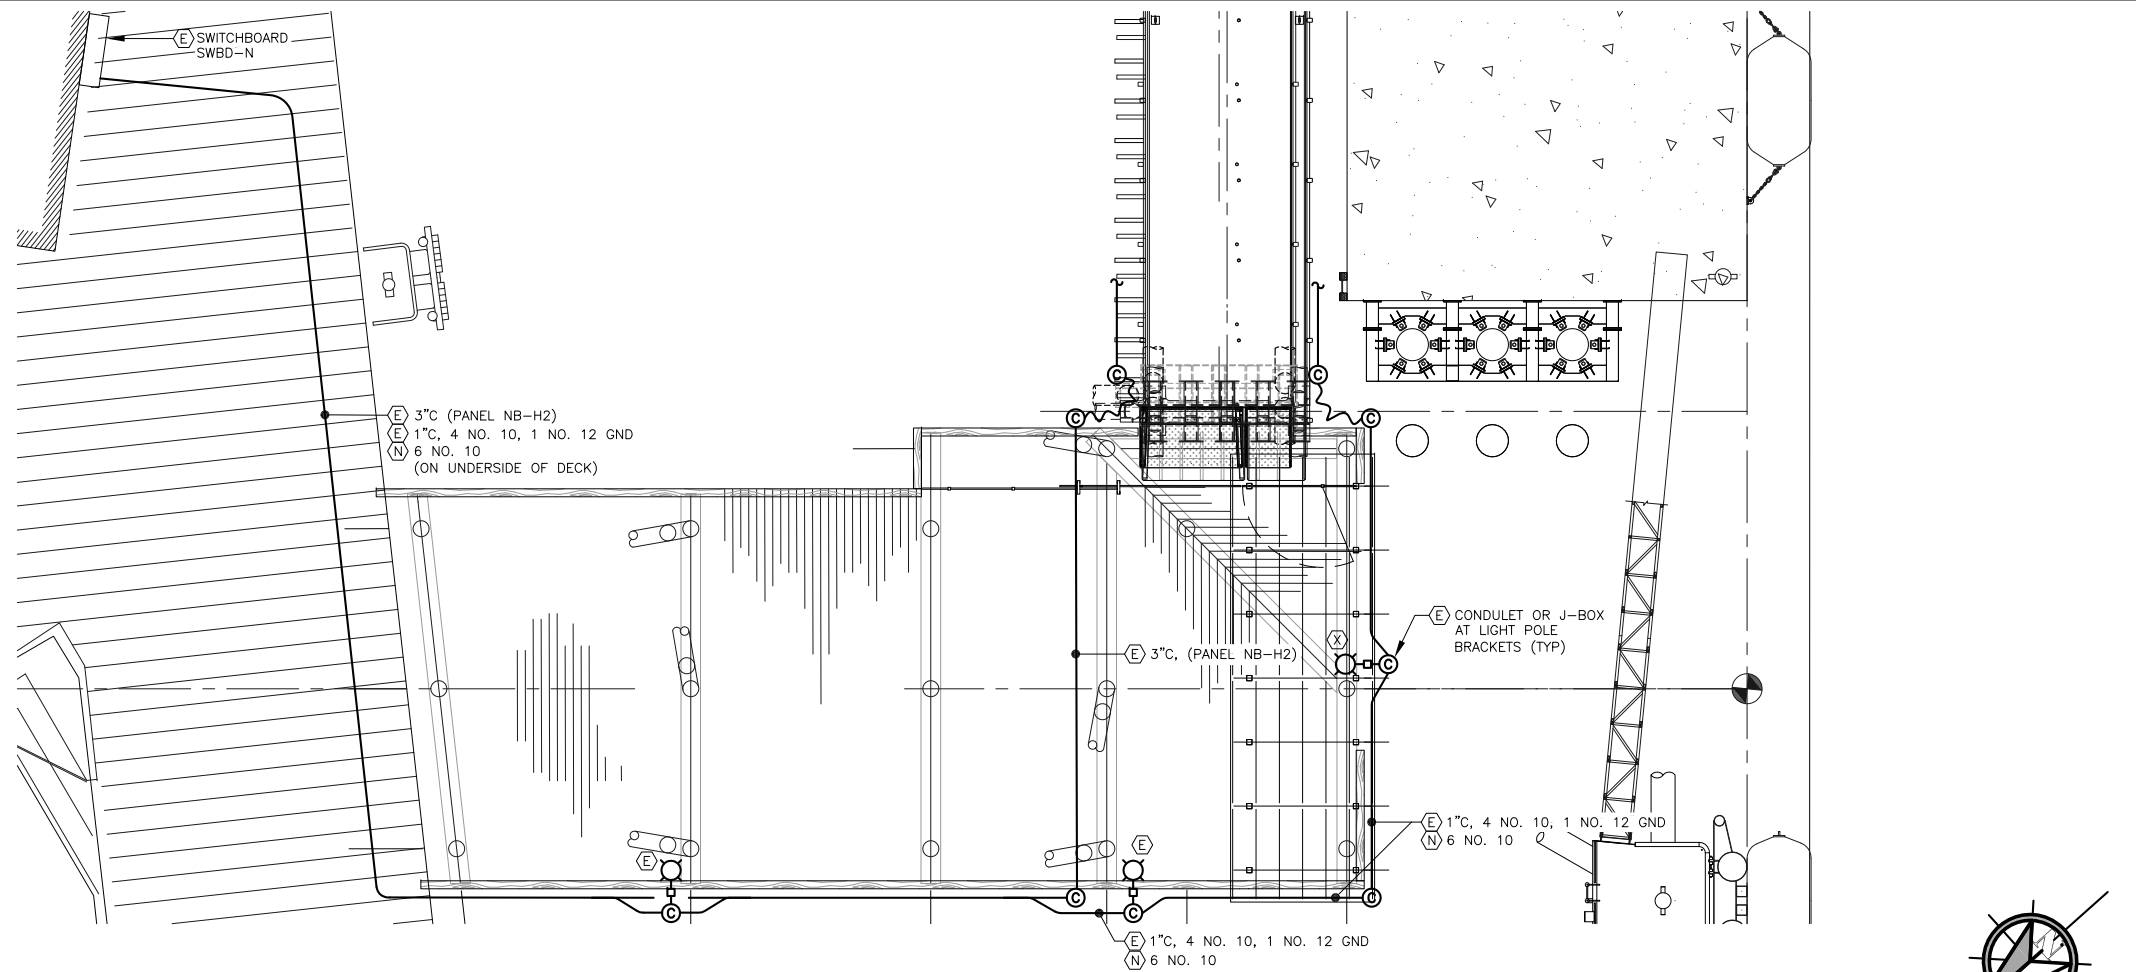 E SWITCHBOARD
SWBD-N
E 3"C (PANEL NB-H2)
E 1"C, 4 NO. 10, 1 NO. 12 GND
N 6 NO. 10
(ON UNDERSIDE OF DECK)
C
C
C
C
E CONDULET OR J-BOX
AT LIGHT POLE
BRACKETS (TYP)
X
C
E 3"C, (PANEL NB-H2)
E 1"C, 4 NO. 10, 1 NO. 12 GND
N 6 NO. 10
E
E
C
C
C
C
E 1"C, 4 NO. 10, 1 NO. 12 GND
N 6 NO. 10
N